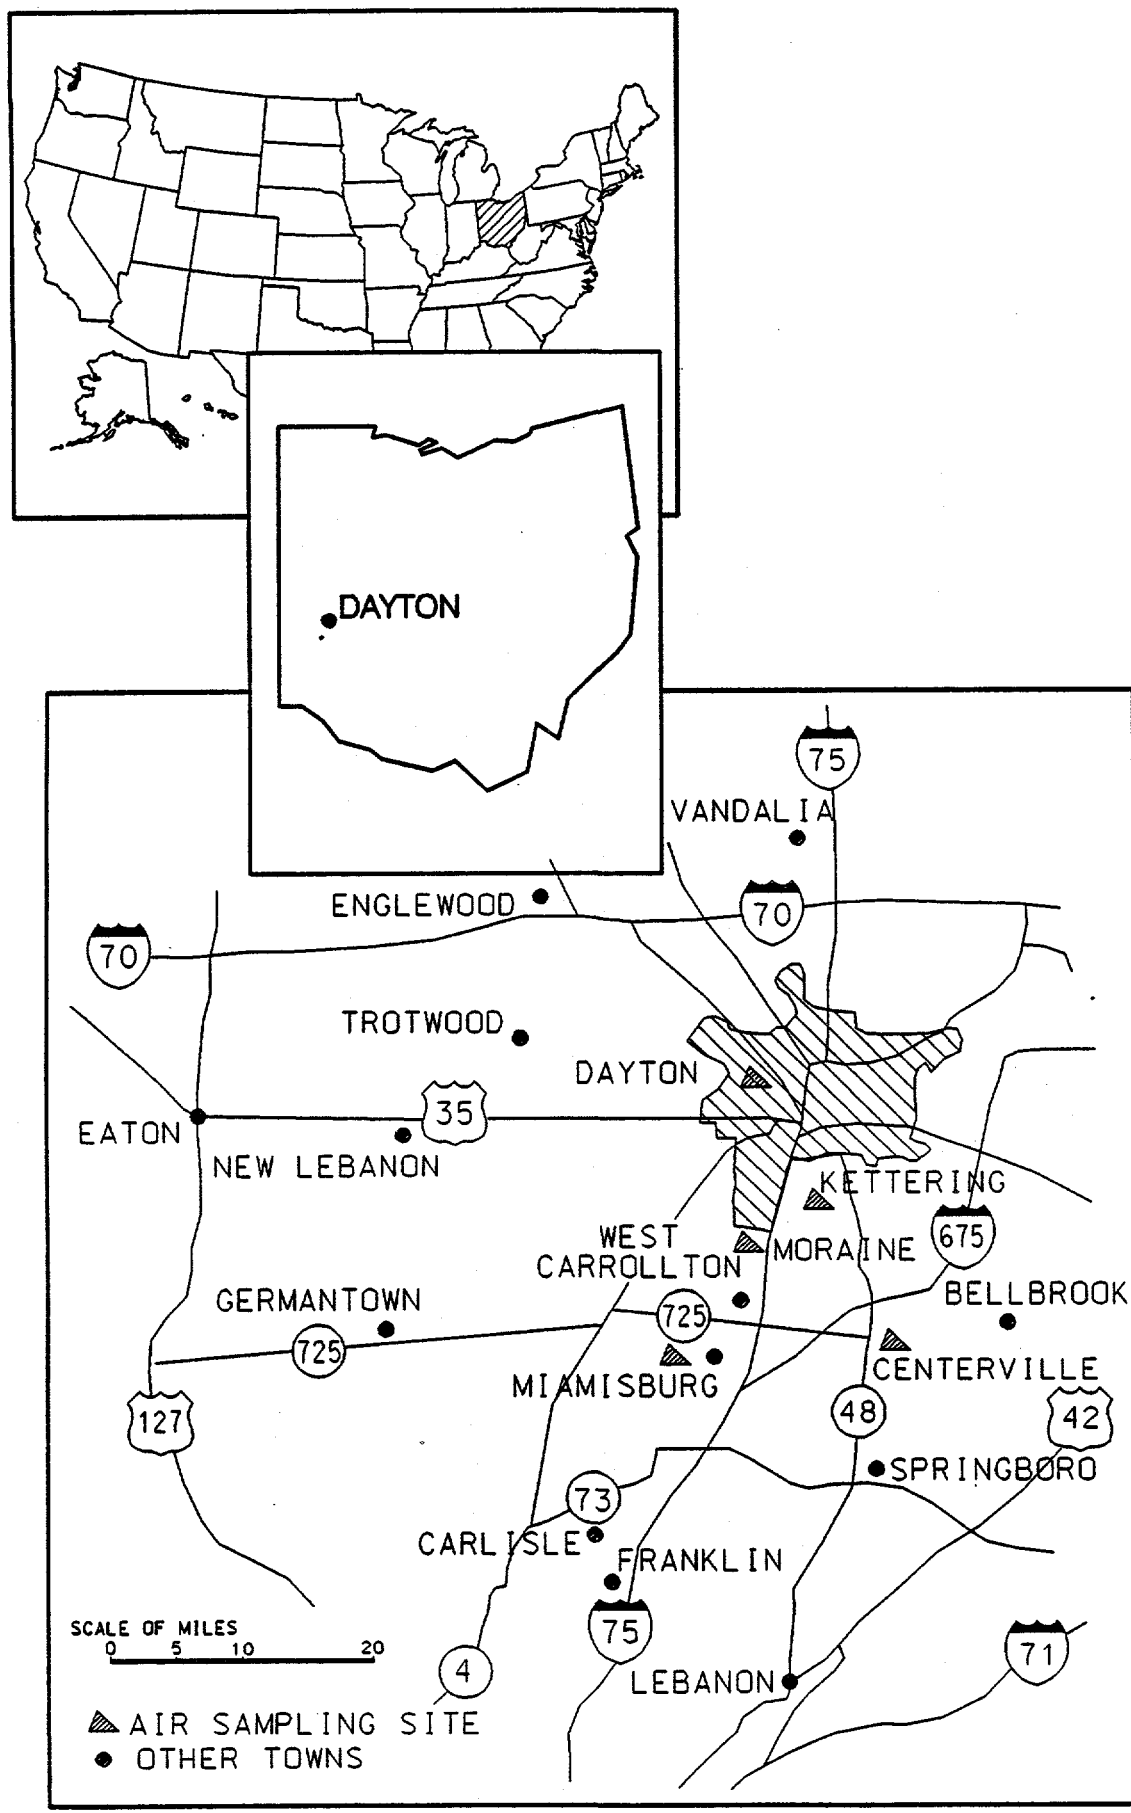 DAYTON
75
VANDALIA
ENGLEWOOD
70
70
TROTWOOD
DAYTON
35
EATON
NEW LEBANON
KETTERING
WEST
CARROLLTON
MORAINE
675
GERMANTOWN
BELLBROOK
725
725
MIAMISBURG
CENTERVILLE
127
48
42
SPRINGBORO
73
CARLISLE
FRANKLIN
SCALE OF MILES
0 5 10 20
75
71
4
LEBANON
AIR SAMPLING SITE
OTHER TOWNS